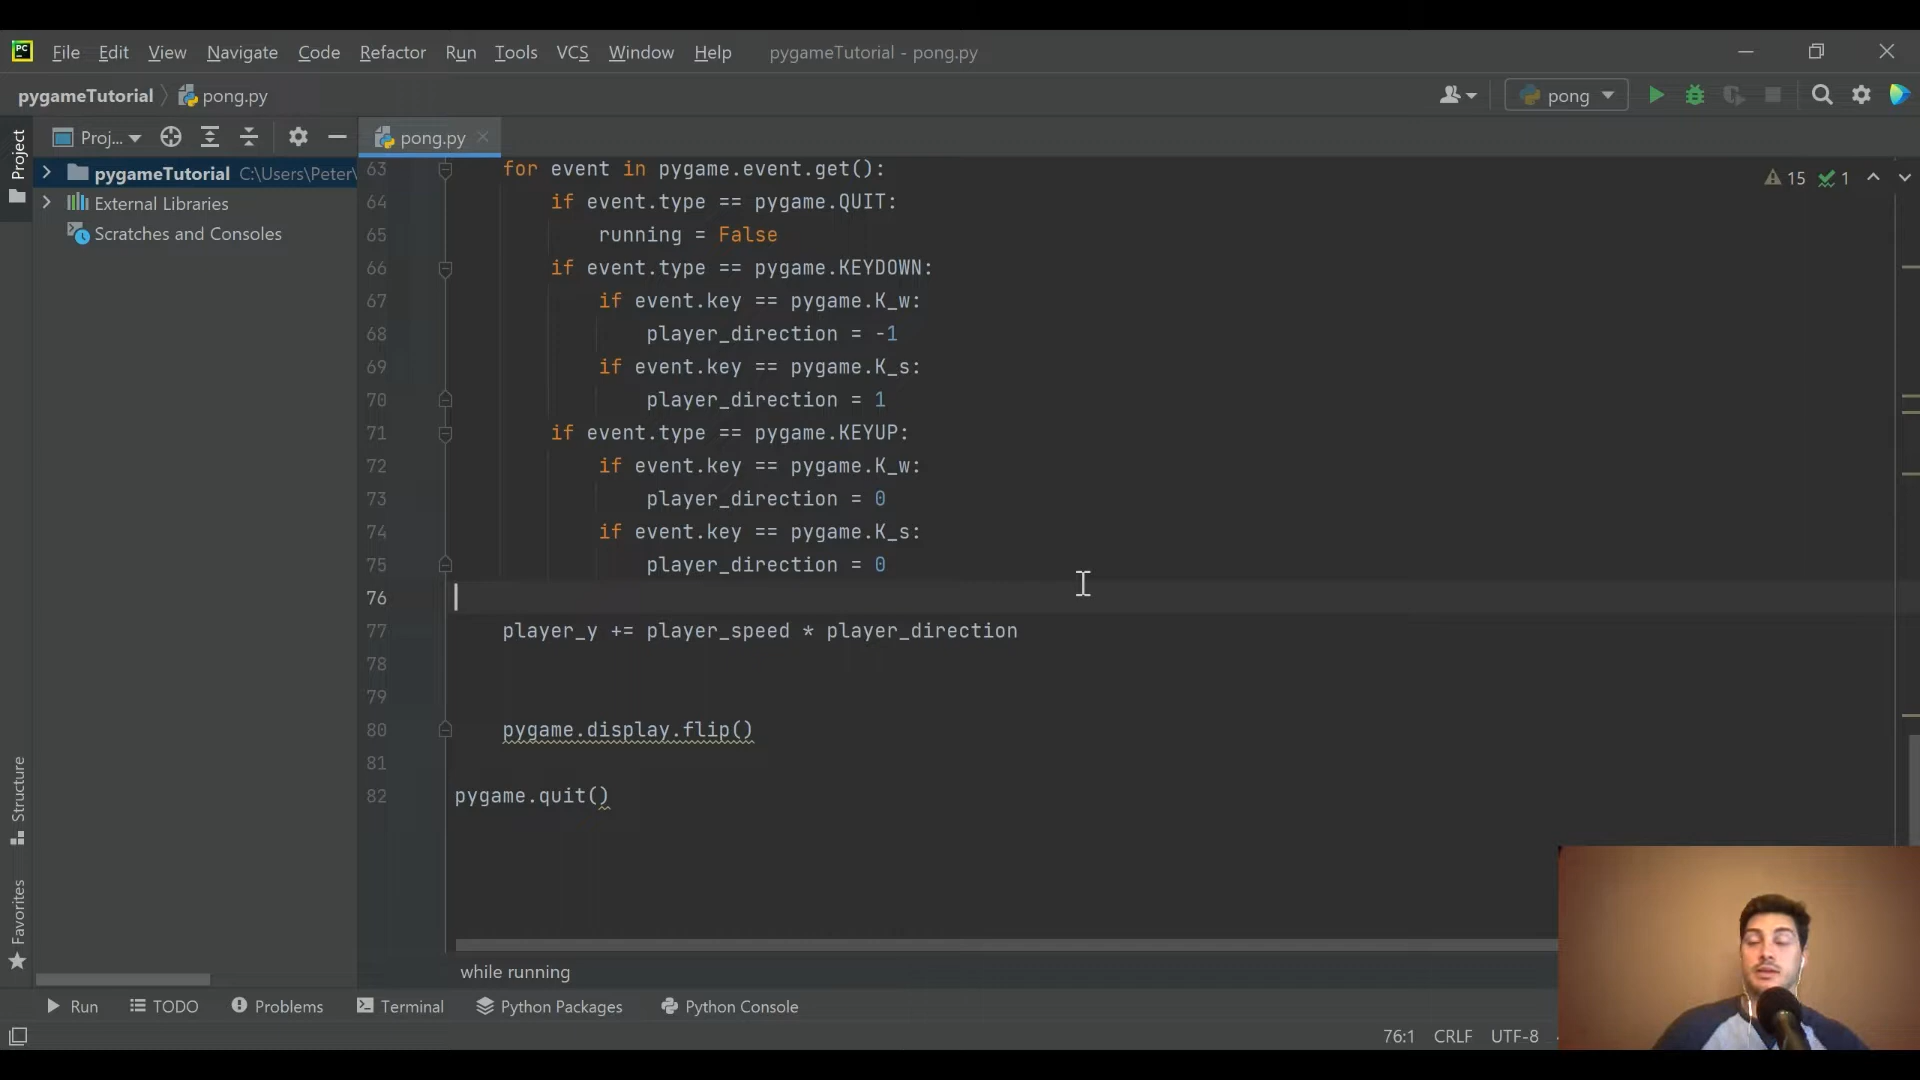 PC File Edit View Navigate Code Refactor Run Tools VCS Window Help pygameTutorial - pong.py
pygameTutorial pong.py pong
Project Proj... pong.py
pygameTutorial C:\Users\Peter\
External Libraries
Scratches and Consoles
15 1
63 for event in pygame.event.get():
64 if event.type == pygame.QUIT:
65 running = False
66 if event.type == pygame.KEYDOWN:
67 if event.key == pygame.K_w:
68 player_direction = -1
69 if event.key == pygame.K_s:
70 player_direction = 1
71 if event.type == pygame.KEYUP:
72 if event.key == pygame.K_w:
73 player_direction = 0
74 if event.key == pygame.K_s:
75 player_direction = 0
76
77 player_y += player_speed * player_direction
78
79
80 pygame.display.flip()
81
82 pygame.quit()
Structure
Favorites
while running
Run TODO Problems Terminal Python Packages Python Console
76:1 CRLF UTF-8